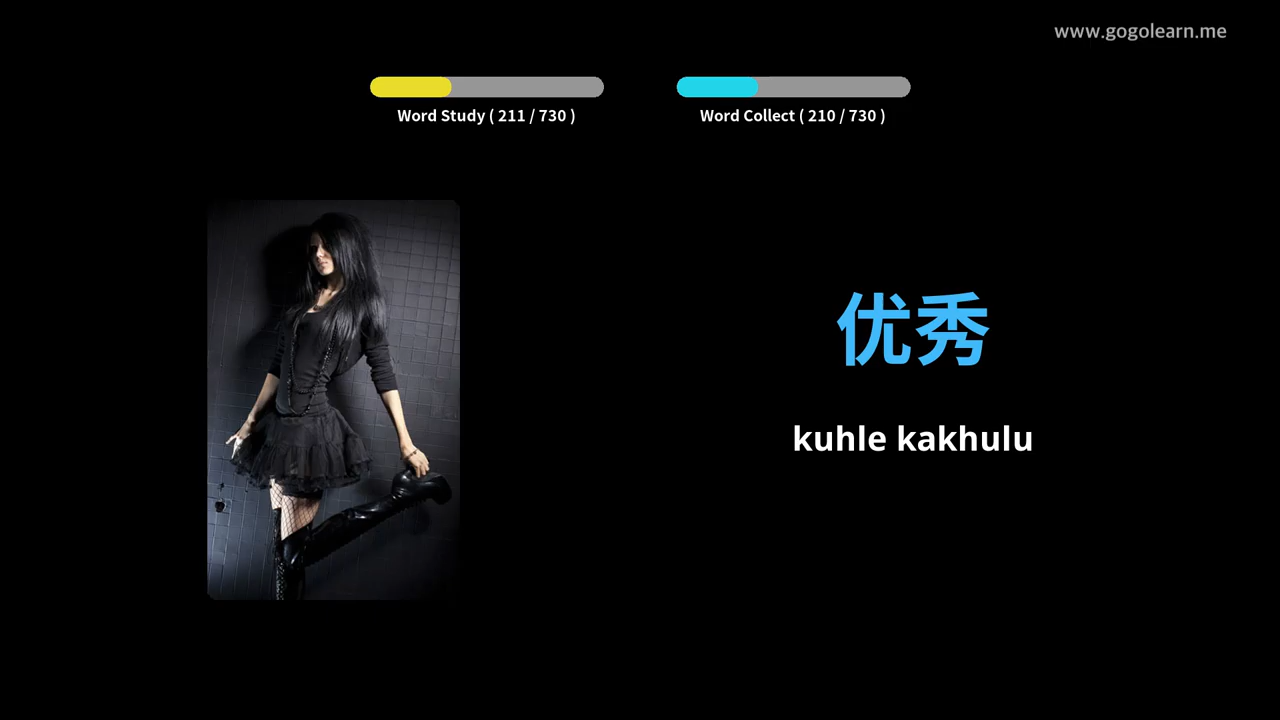 www.gogolearn.me
Word Study ( 211 / 730 )
Word Collect ( 210 / 730 )
优秀
kuhle kakhulu